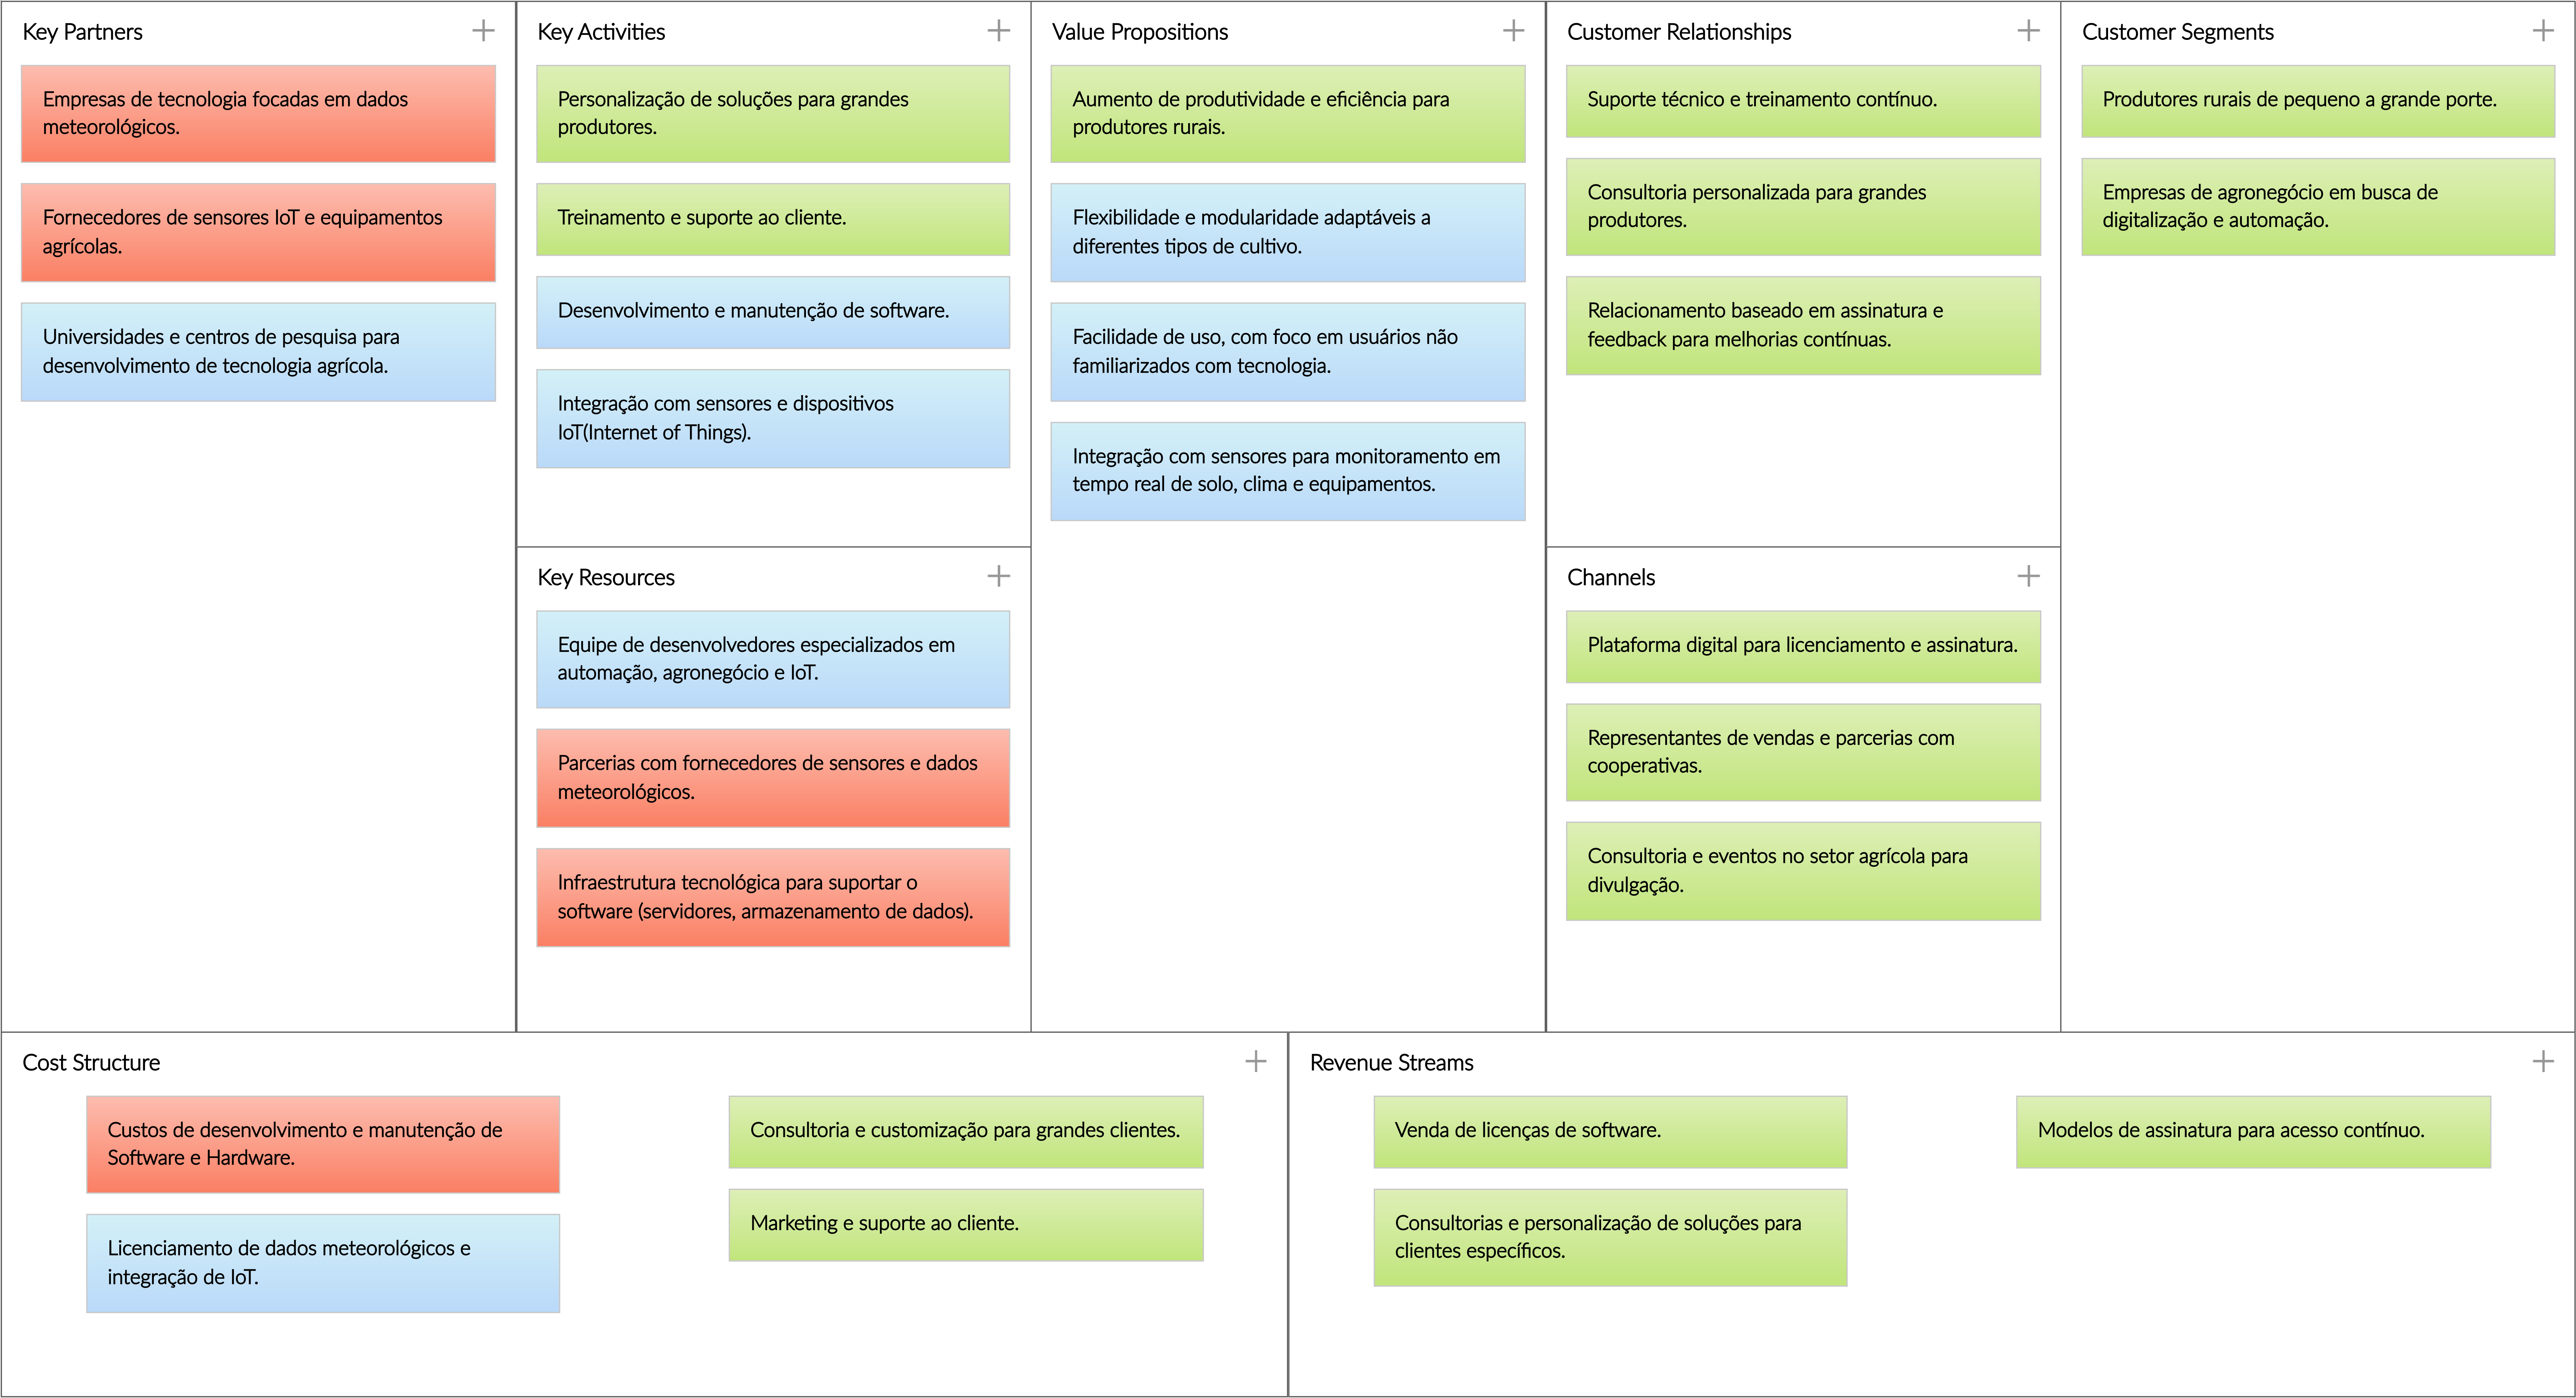 Key Partners
Empresas de tecnologia focadas em dados
meteorológicos.
Fornecedores de sensores IoT e equipamentos
agrícolas.
Universidades e centros de pesquisa para
desenvolvimento de tecnologia agrícola.
Key Activities
Personalização de soluções para grandes
produtores.
Treinamento e suporte ao cliente.
Desenvolvimento e manutenção de software.
Integração com sensores e dispositivos
IoT(Internet of Things).
Key Resources
Equipe de desenvolvedores especializados em
automação, agronegócio e IoT.
Parcerias com fornecedores de sensores e dados
meteorológicos.
Infraestrutura tecnológica para suportar o
software (servidores, armazenamento de dados).
Value Propositions
Aumento de produtividade e eficiência para
produtores rurais.
Flexibilidade e modularidade adaptáveis a
diferentes tipos de cultivo.
Facilidade de uso, com foco em usuários não
familiarizados com tecnologia.
Integração com sensores para monitoramento em
tempo real de solo, clima e equipamentos.
Customer Relationships
Suporte técnico e treinamento contínuo.
Consultoria personalizada para grandes
produtores.
Relacionamento baseado em assinatura e
feedback para melhorias contínuas.
Channels
Plataforma digital para licenciamento e assinatura.
Representantes de vendas e parcerias com
cooperativas.
Consultoria e eventos no setor agrícola para
divulgação.
Customer Segments
Produtores rurais de pequeno a grande porte.
Empresas de agronegócio em busca de
digitalização e automação.
Cost Structure
Custos de desenvolvimento e manutenção de
Software e Hardware.
Licenciamento de dados meteorológicos e
integração de IoT.
Consultoria e customização para grandes clientes.
Marketing e suporte ao cliente.
Revenue Streams
Venda de licenças de software.
Consultorias e personalização de soluções para
clientes específicos.
Modelos de assinatura para acesso contínuo.